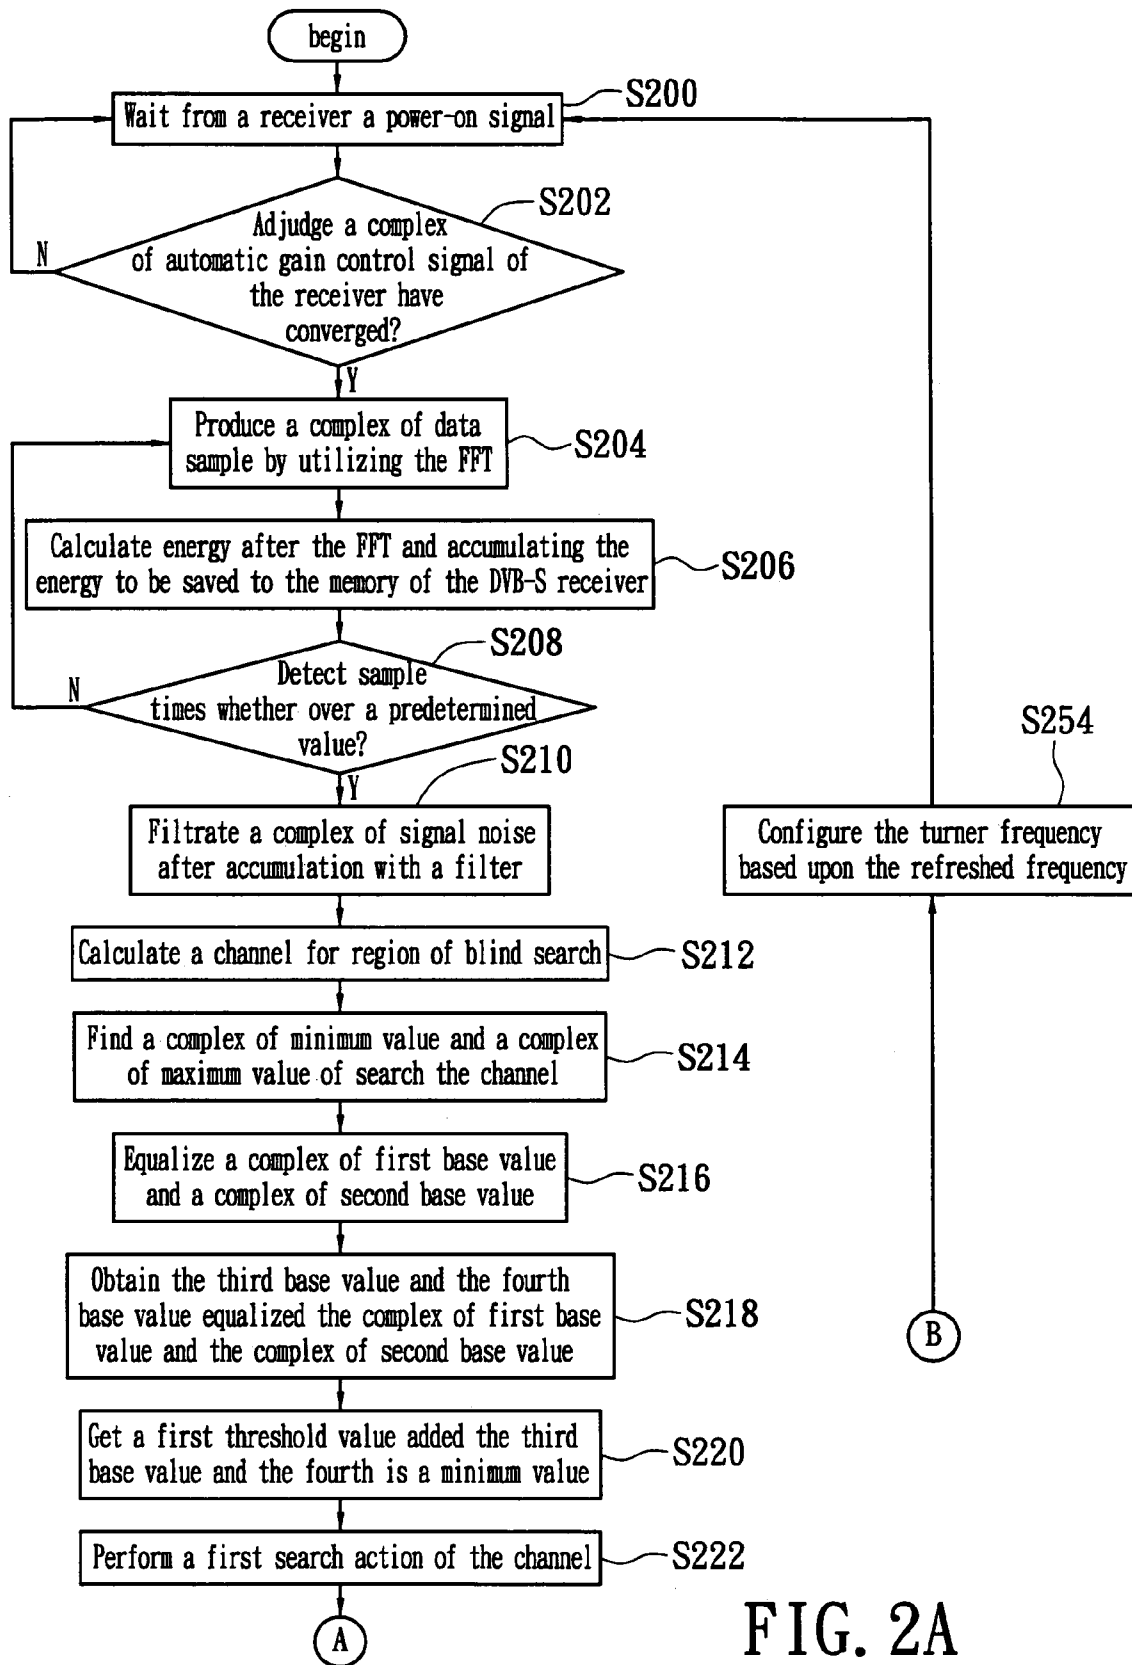 begin
Wait from a receiver a power-on signal
S200
Adjudge a complex
of automatic gain control signal of
the receiver have
converged?
S202
N
Y
Produce a complex of data
sample by utilizing the FFT
S204
Calculate energy after the FFT and accumulating the
energy to be saved to the memory of the DVB-S receiver
S206
Detect sample
times whether over a predetermined
value?
S208
N
Y
S210
Filtrate a complex of signal noise
after accumulation with a filter
Calculate a channel for region of blind search
S212
Find a complex of minimum value and a complex
of maximum value of search the channel
S214
Equalize a complex of first base value
and a complex of second base value
S216
Obtain the third base value and the fourth
base value equalized the complex of first base
value and the complex of second base value
S218
Get a first threshold value added the third
base value and the fourth is a minimum value
S220
Perform a first search action of the channel
S222
A
S254
Configure the turner frequency
based upon the refreshed frequency
B
FIG. 2A